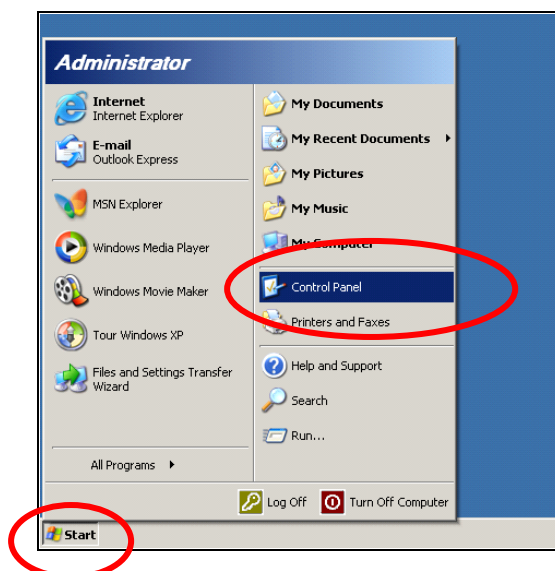 Administrator
Internet
Internet Explorer
E-mail
Outlook Express
MSN Explorer
Windows Media Player
Windows Movie Maker
Tour Windows XP
Files and Settings Transfer
Wizard
All Programs
My Documents
My Recent Documents
My Pictures
My Music
My Computer
Control Panel
Printers and Faxes
Help and Support
Search
Run...
Log Off
Turn Off Computer
Start